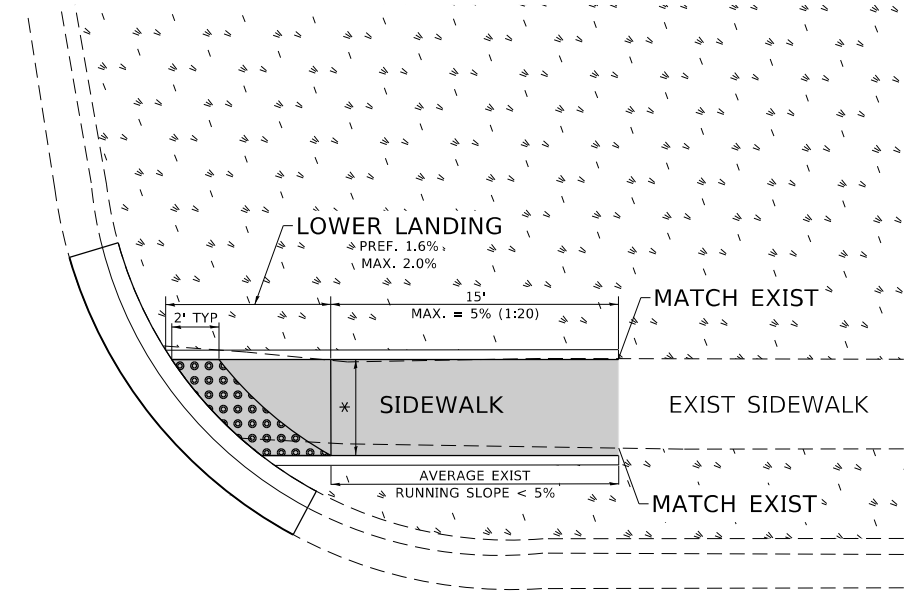 LOWER LANDING
PREF. 1.6%
MAX. 2.0%
15'
MAX. = 5% (1:20)
2' TYP
MATCH EXIST
* SIDEWALK
EXIST SIDEWALK
AVERAGE EXIST
RUNNING SLOPE < 5%
MATCH EXIST